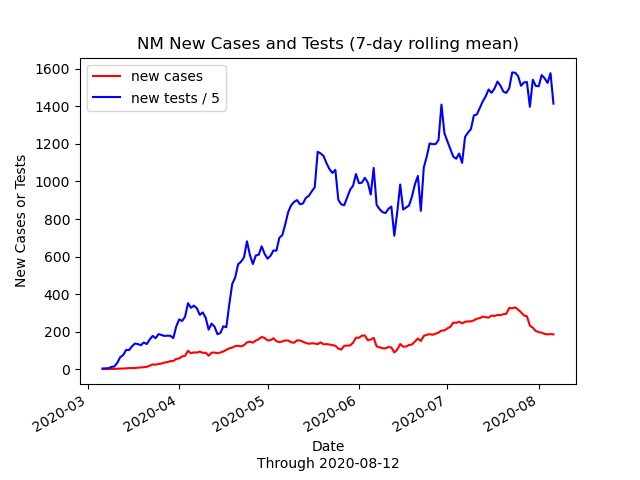 NM New Cases and Tests (7-day rolling mean)
new cases
new tests / 5
1600
1400
1200
1000
800
600
400
200
0
New Cases or Tests
2020-03
2020-04
2020-05
2020-06
2020-07
2020-08
Date
Through 2020-08-12